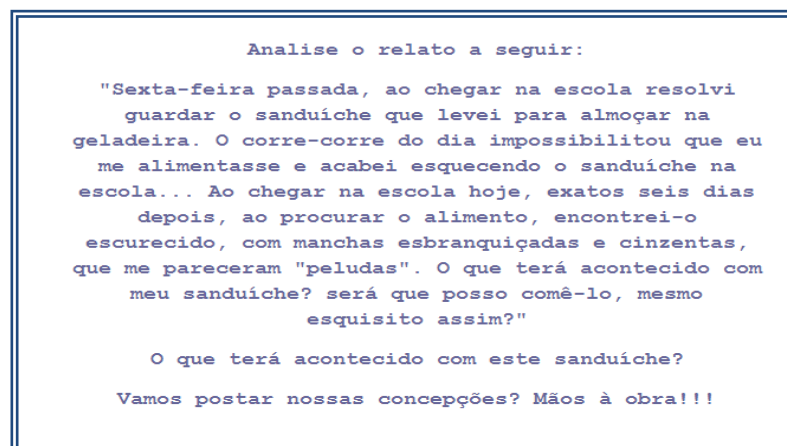 Analise o relato a seguir:
"Sexta-feira passada, ao chegar na escola resolvi
guardar o sanduíche que levei para almoçar na
geladeira. O corre-corre do dia impossibilitou que eu
me alimentasse e acabei esquecendo o sanduíche na
escola... Ao chegar na escola hoje, exatos seis dias
depois, ao procurar o alimento, encontrei-o
escurecido, com manchas esbranquiçadas e cinzentas,
que me pareceram "peludas". O que terá acontecido com
meu sanduíche? será que posso comê-lo, mesmo
esquisito assim?"
O que terá acontecido com este sanduíche?
Vamos postar nossas concepções? Mãos à obra!!!